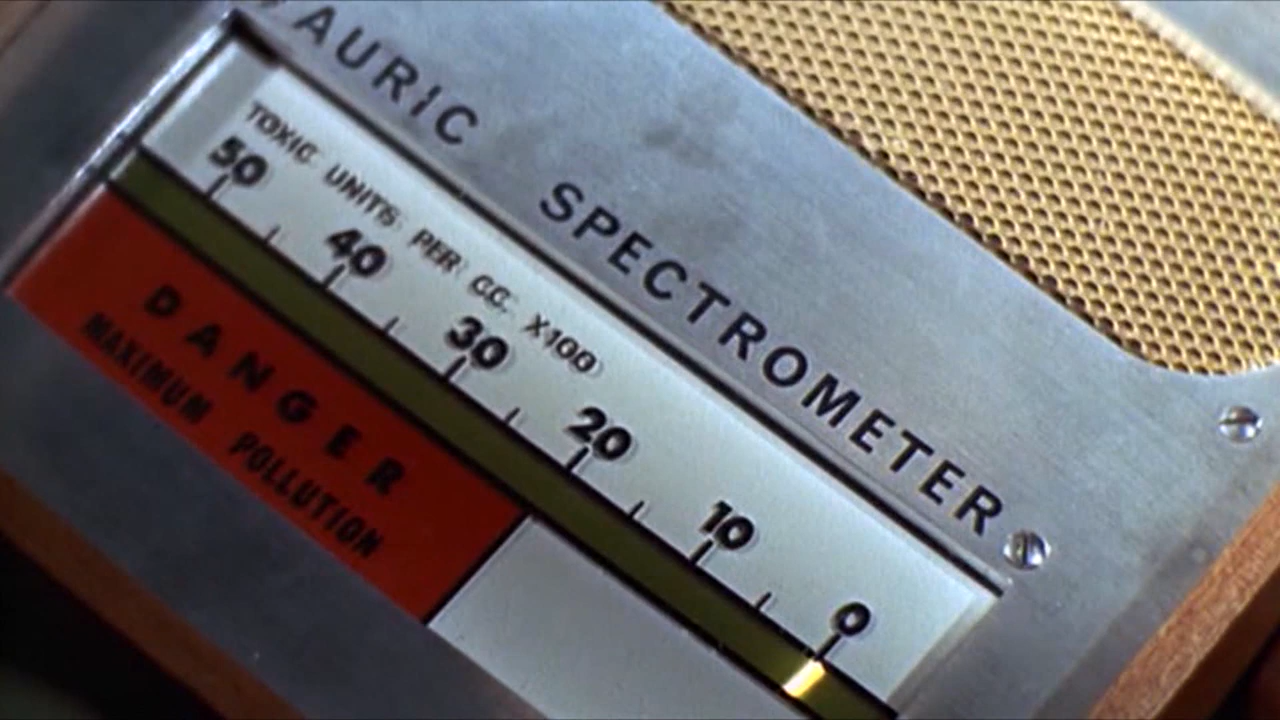 AURIC SPECTROMETER
TOXIC UNITS PER CC. X100
50 40 30 20 10 0
DANGER
MAXIMUM POLLUTION